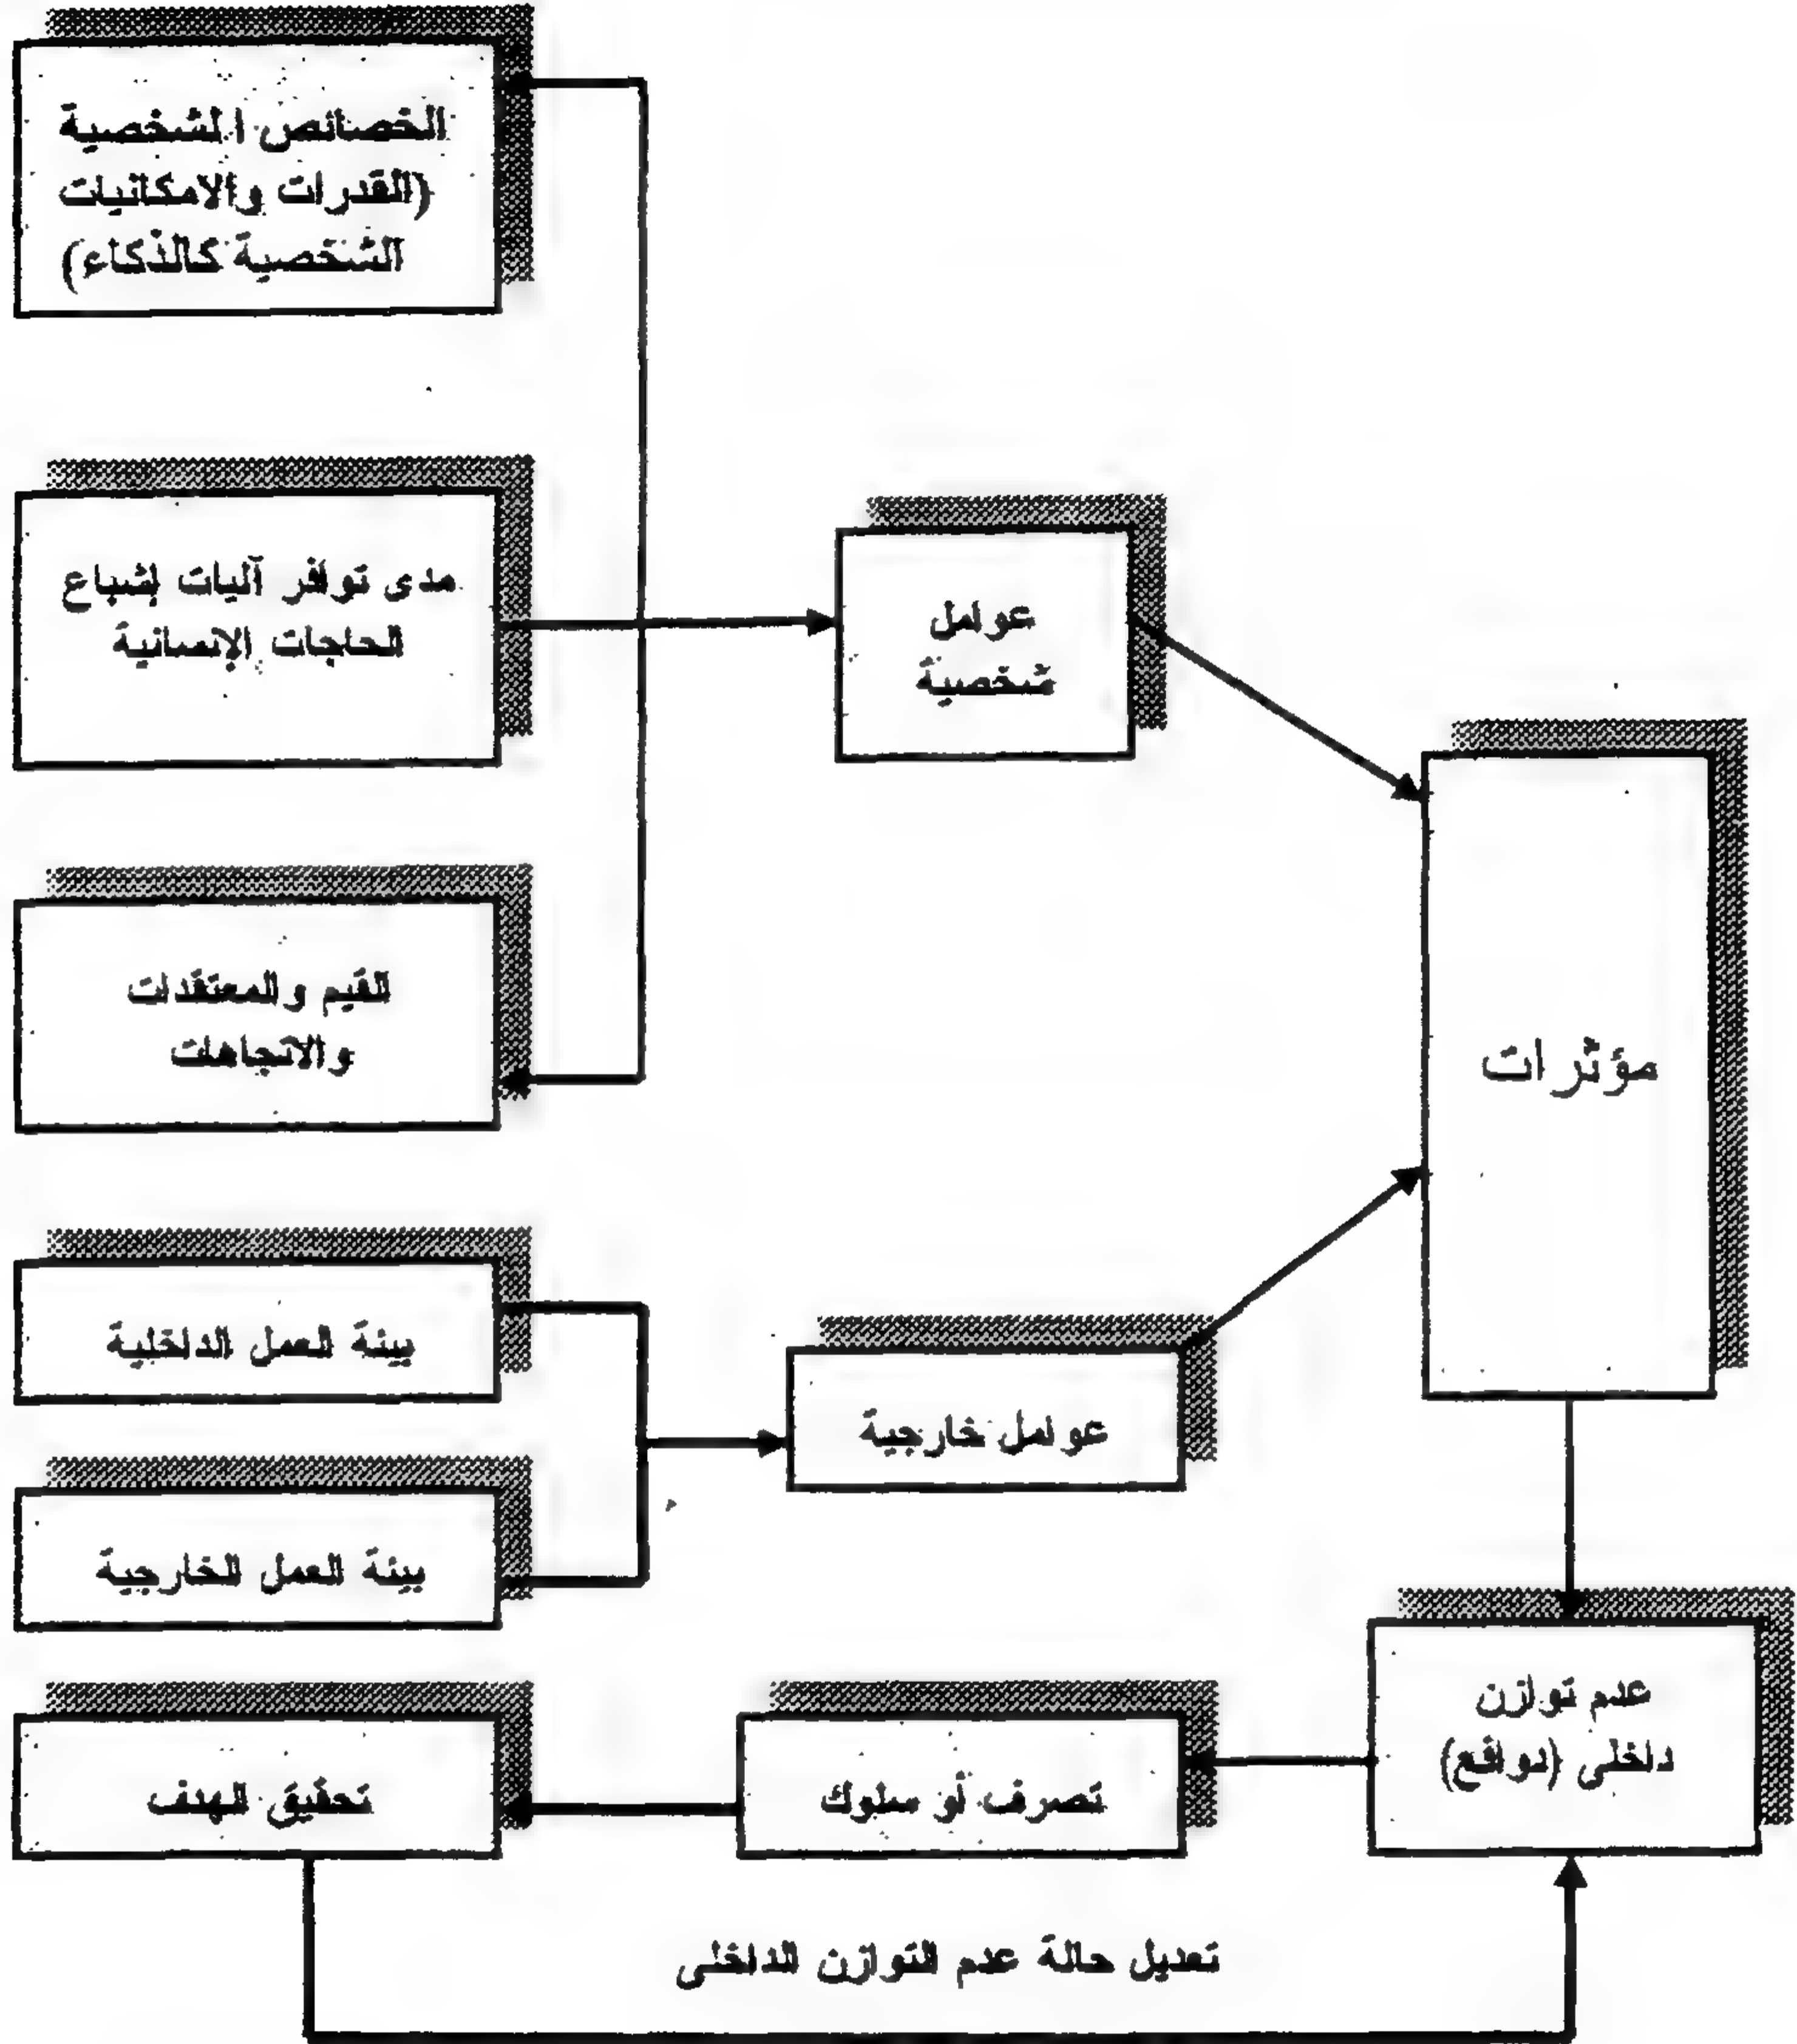 الخصائص الشخصية
(القدرات والامكانيات
الشخصية كالذكاء)
مدى توافر آليات إشباع
الحاجات الإنسانية
عوامل
شخصية
القيم والمعتقدات
والاتجاهات
مؤثرات
بيئة العمل الداخلية
عوامل خارجية
بيئة العمل الخارجية
عدم توازن
داخلى (دوافع)
تصرف أو سلوك
تحقيق الهدف
تعديل حالة عدم التوازن الداخلى